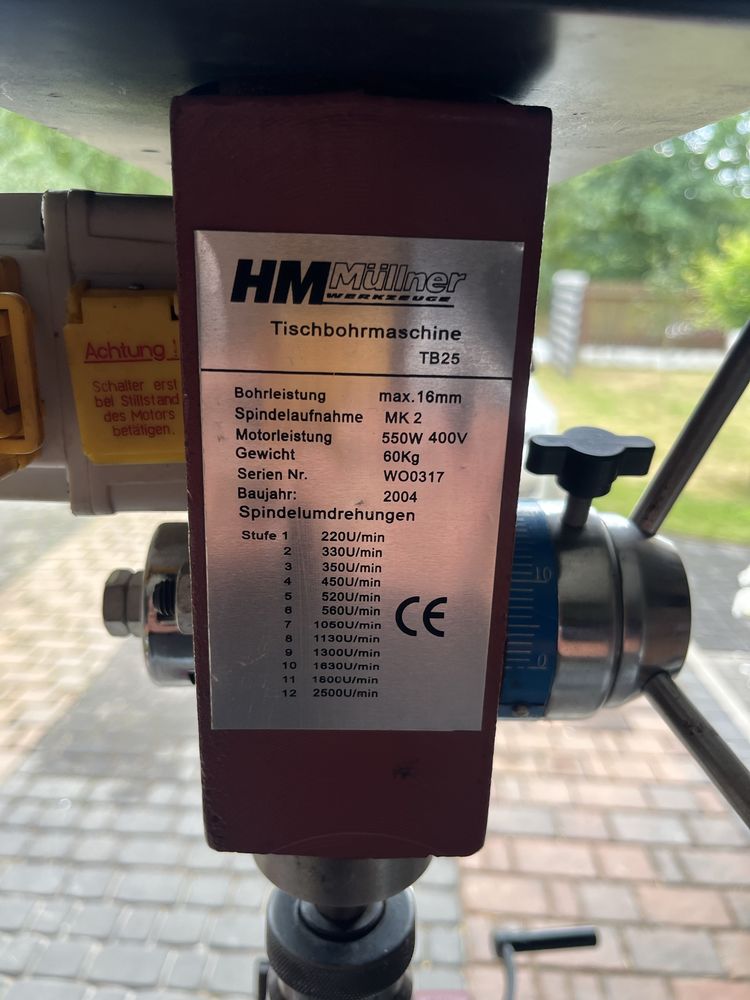 HM Müllner
WERKZEUGE
Tischbohrmaschine
TB25
Bohrleistung max.16mm
Spindelaufnahme MK 2
Motorleistung 550W 400V
Gewicht 60Kg
Serien Nr. WO0317
Baujahr: 2004
Spindelumdrehungen
Stufe 1 220U/min
2 330U/min
3 350U/min
4 450U/min
5 520U/min
6 560U/min
7 1050U/min
8 1130U/min
9 1300U/min
10 1630U/min
11 1800U/min
12 2500U/min
CE
Achtung !
Schalter erst
bei Stillstand
des Motors
betätigen.
10
0